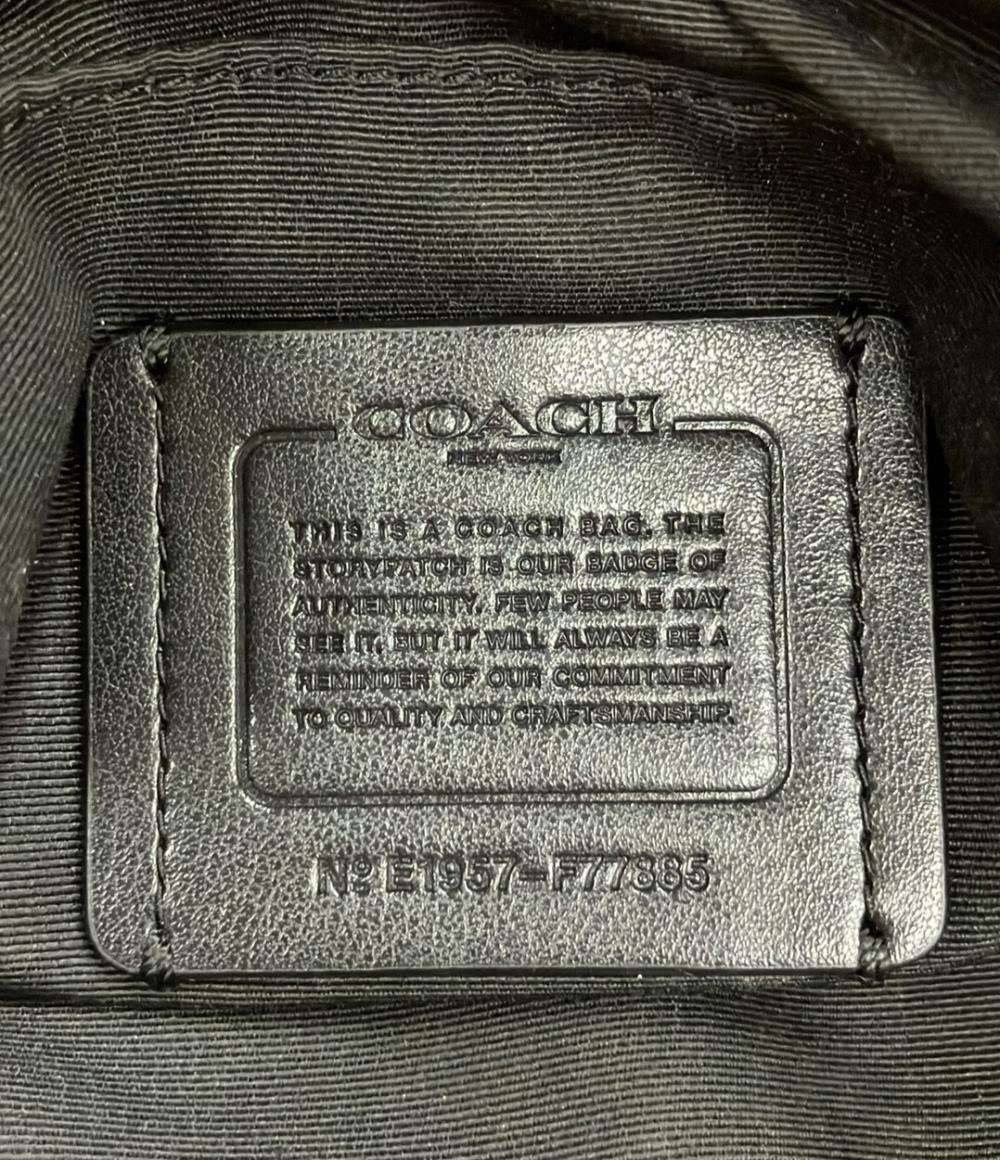 COACH
NEW YORK
THIS IS A COACH BAG. THE
STORYPATCH IS OUR BADGE OF
AUTHENTICITY. FEW PEOPLE MAY
SEE IT, BUT IT WILL ALWAYS BE A
REMINDER OF OUR COMMITMENT
TO QUALITY AND CRAFTSMANSHIP.
Nº E1957-F77885